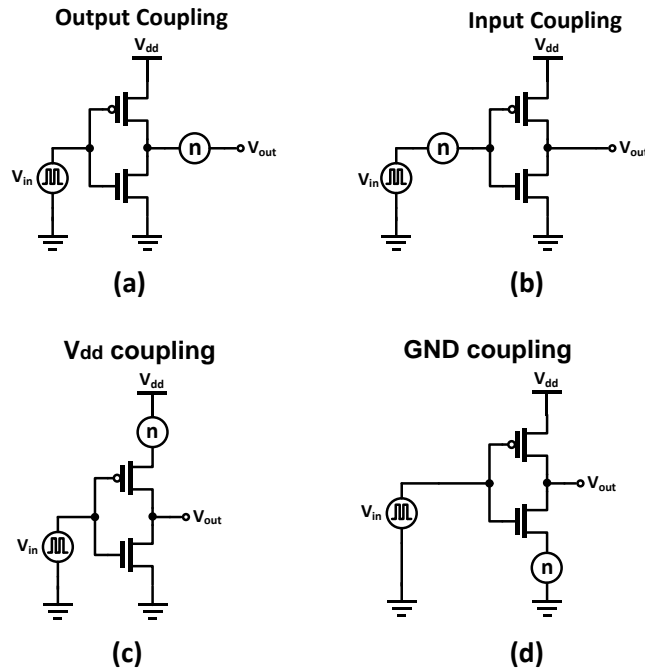 Output Coupling
Vdd
n
Vout
Vin
(a)
Input Coupling
Vdd
n
Vout
Vin
(b)
Vdd coupling
Vdd
n
Vout
Vin
(c)
GND coupling
Vdd
Vout
Vin
n
(d)